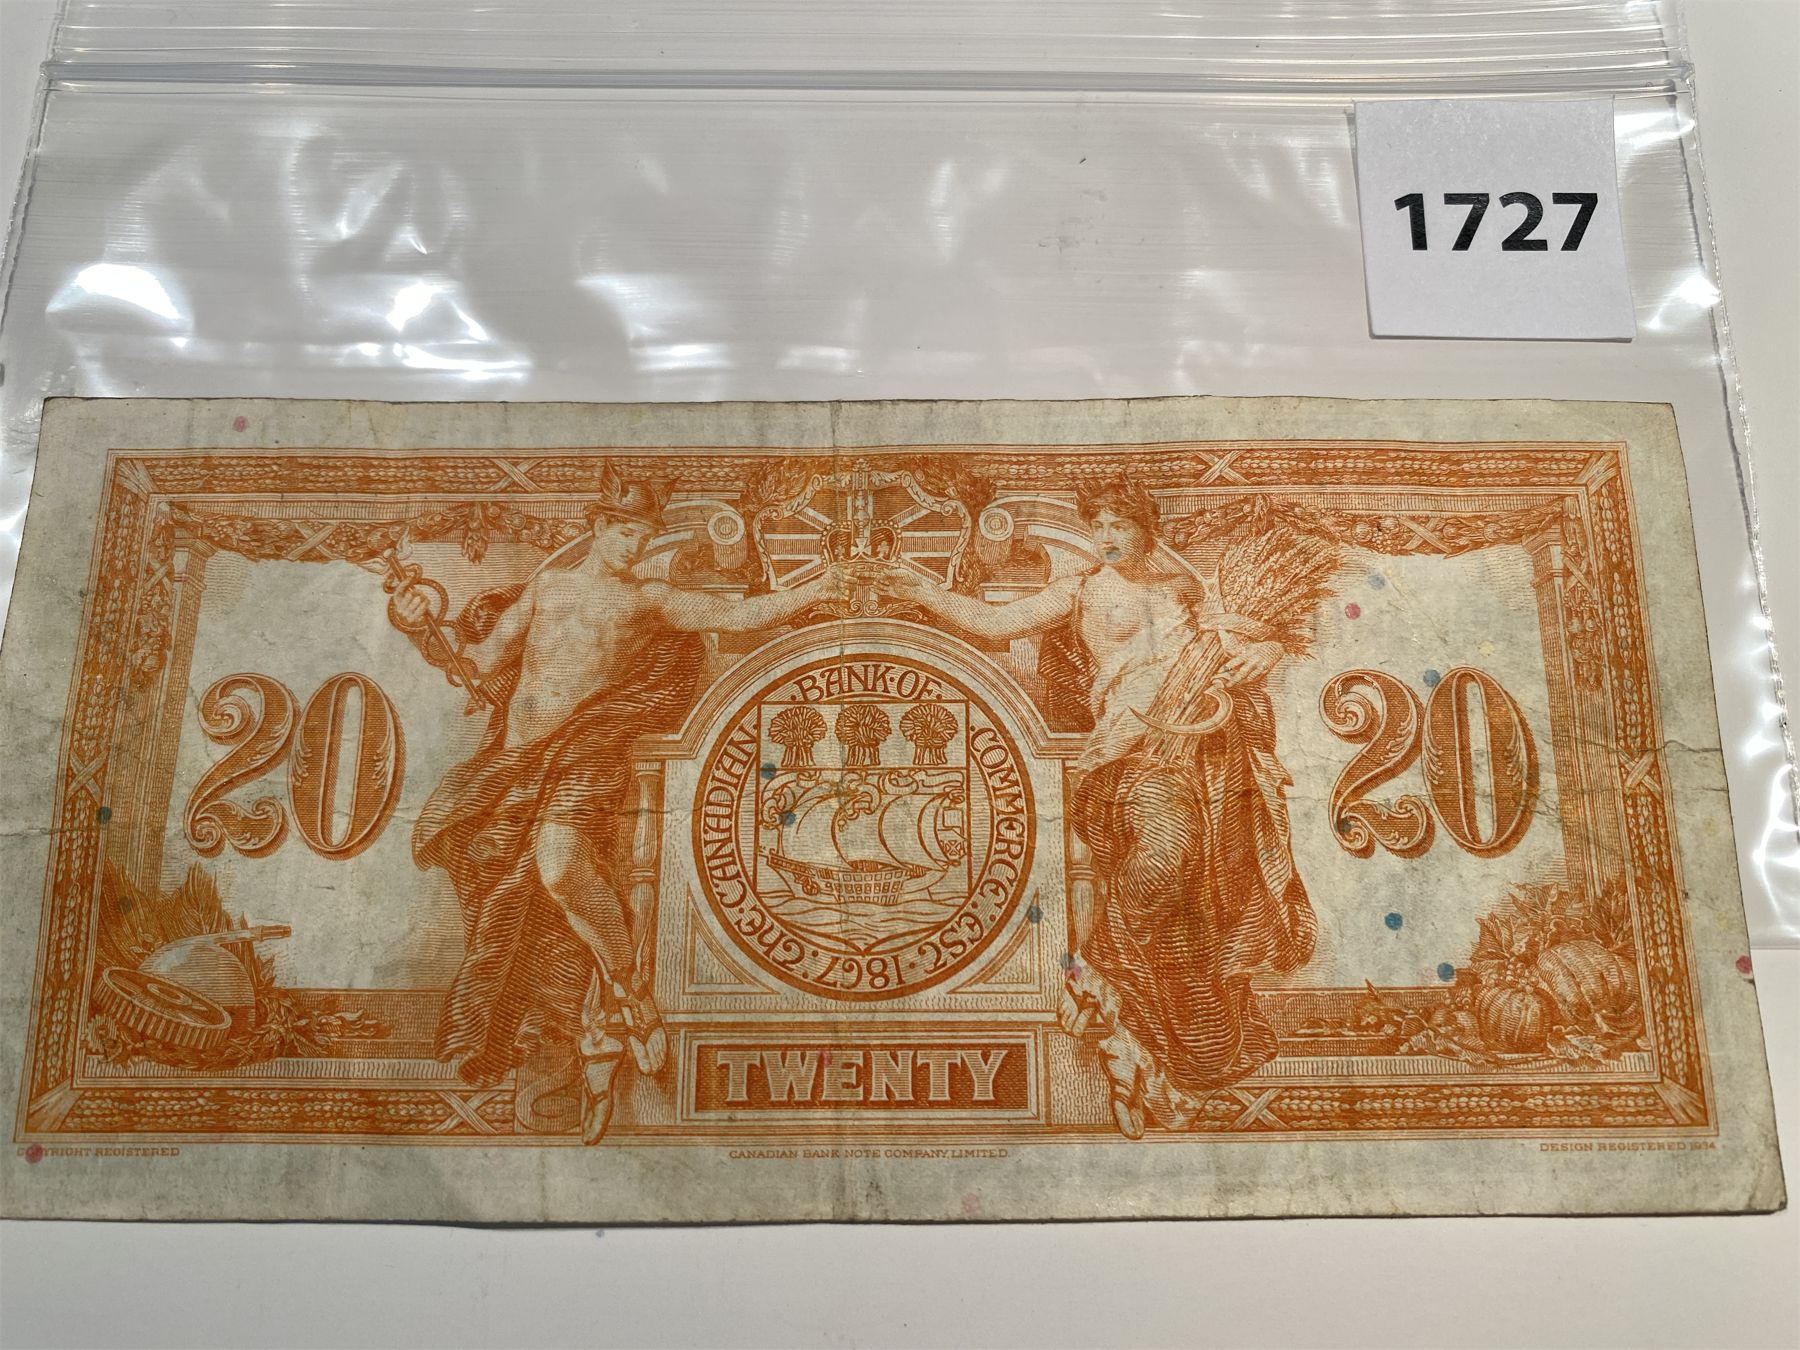 1727
20
20
THE·CANADIAN·BANK·OF·COMMERCE:EST·1867:
TWENTY
COPYRIGHT REGISTERED
CANADIAN BANK NOTE COMPANY, LIMITED.
DESIGN REGISTERED 1934